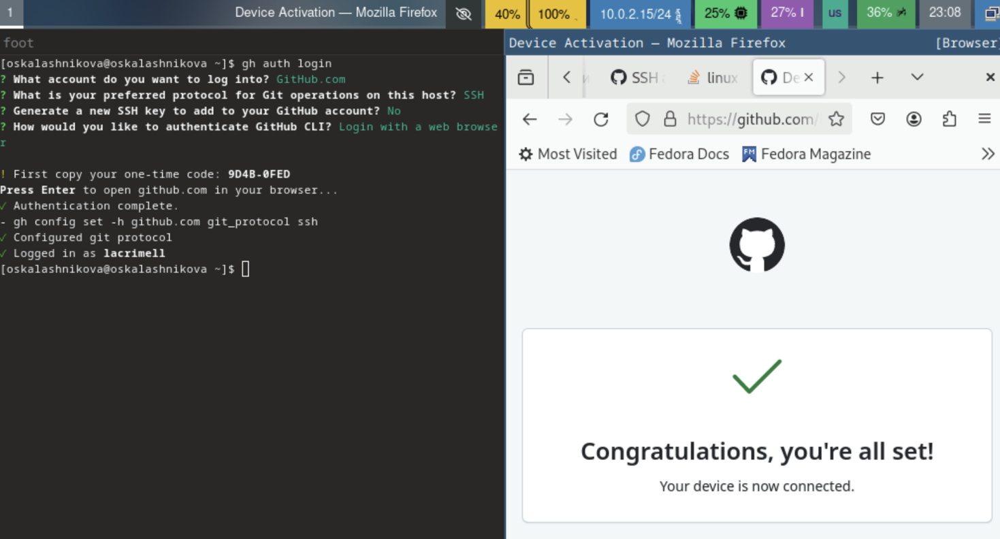 1 Device Activation — Mozilla Firefox 40% 100% 10.0.2.15/24 25% 27% us 36% 23:08
foot
[oskalashnikova@oskalashnikova ~]$ gh auth login
? What account do you want to log into? GitHub.com
? What is your preferred protocol for Git operations on this host? SSH
? Generate a new SSH key to add to your GitHub account? No
? How would you like to authenticate GitHub CLI? Login with a web browse
r
! First copy your one-time code: 9D4B-0FED
Press Enter to open github.com in your browser...
✓ Authentication complete.
- gh config set -h github.com git_protocol ssh
✓ Configured git protocol
✓ Logged in as lacrimell
[oskalashnikova@oskalashnikova ~]$
Device Activation — Mozilla Firefox [Browser]
SSH linux De
https://github.com/
Most Visited Fedora Docs FM Fedora Magazine
Congratulations, you're all set!
Your device is now connected.